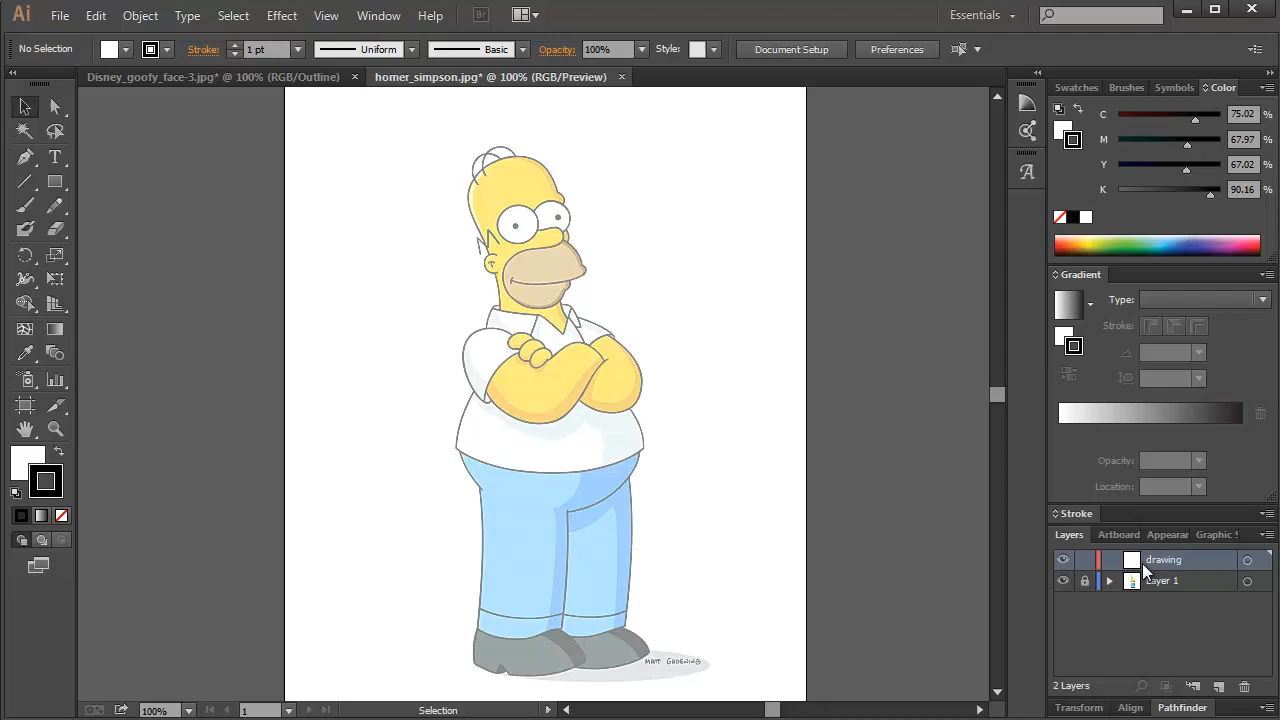 Ai File Edit Object Type Select Effect View Window Help Br Essentials
No Selection Stroke: 1 pt Uniform Basic Opacity: 100% Style: Document Setup Preferences
Disney_goofy_face-3.jpg* @ 100% (RGB/Outline) × homer_simpson.jpg* @ 100% (RGB/Preview) ×
Swatches Brushes Symbols Color
C 75.02 %
M 67.97 %
Y 67.02 %
K 90.16 %
Gradient
Type:
Stroke:
Opacity:
Location:
Stroke
Layers Artboard Appearar Graphic S
drawing
Layer 1
2 Layers
Transform Align Pathfinder
MATT GROENING
100% 1 Selection